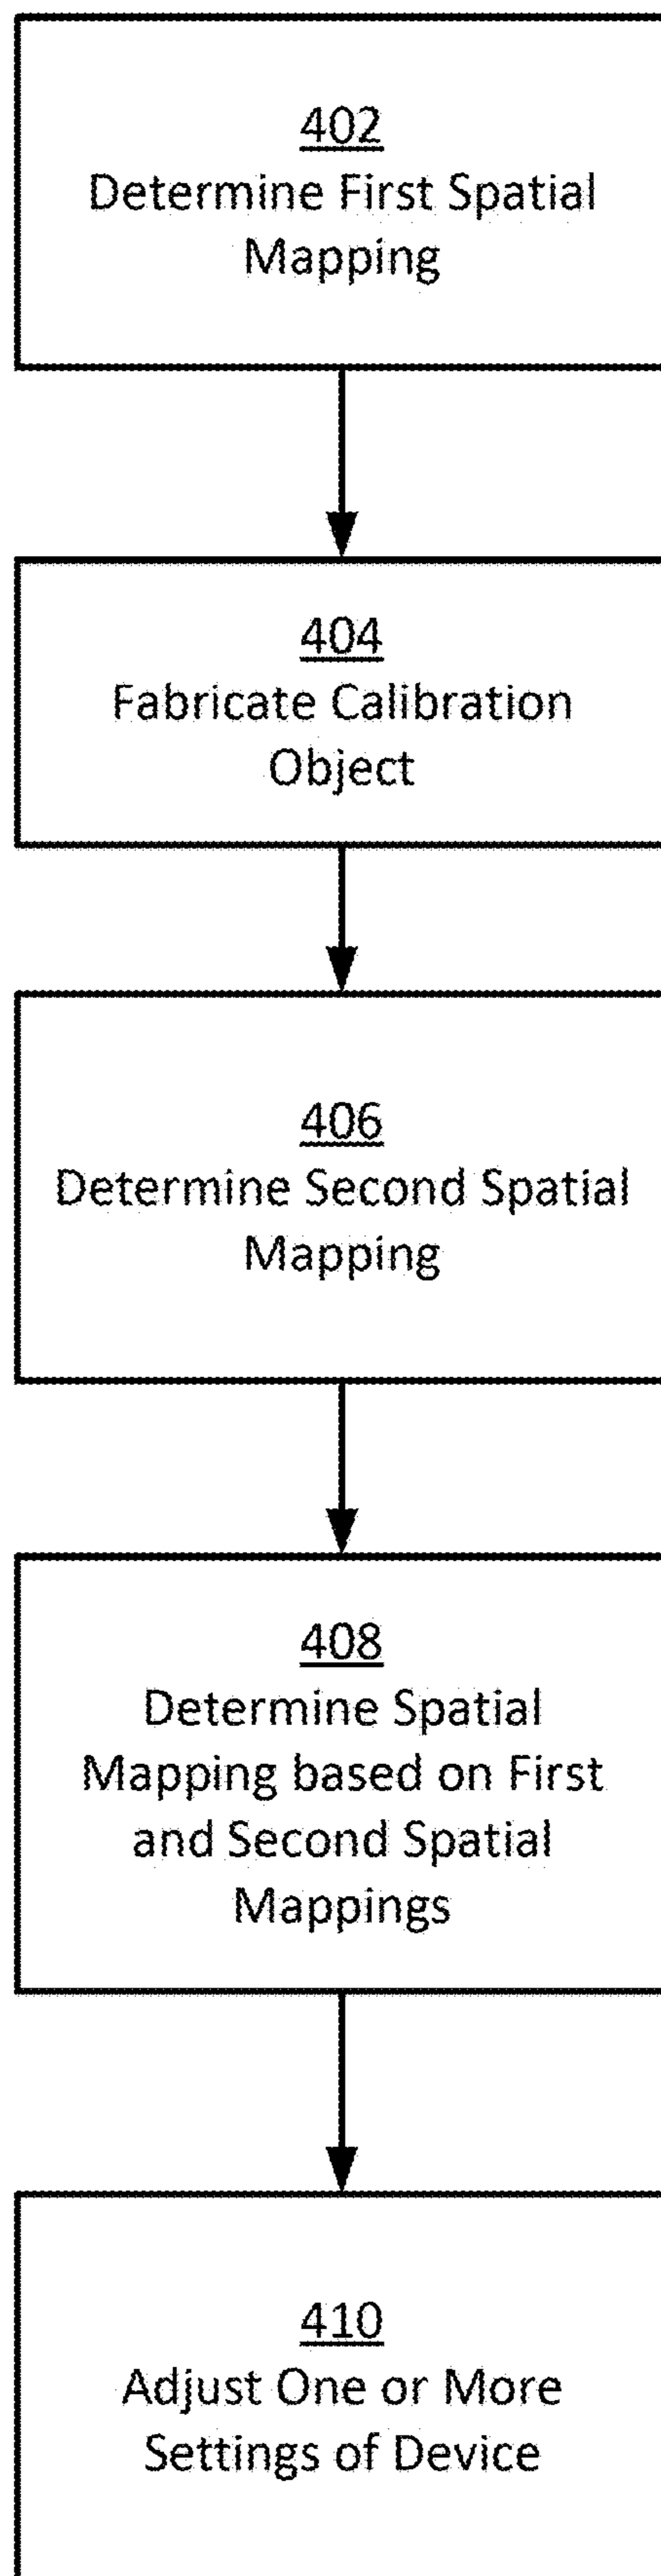 402
Determine First Spatial
Mapping
404
Fabricate Calibration
Object
406
Determine Second Spatial
Mapping
408
Determine Spatial
Mapping based on First
and Second Spatial
Mappings
410
Adjust One or More
Settings of Device